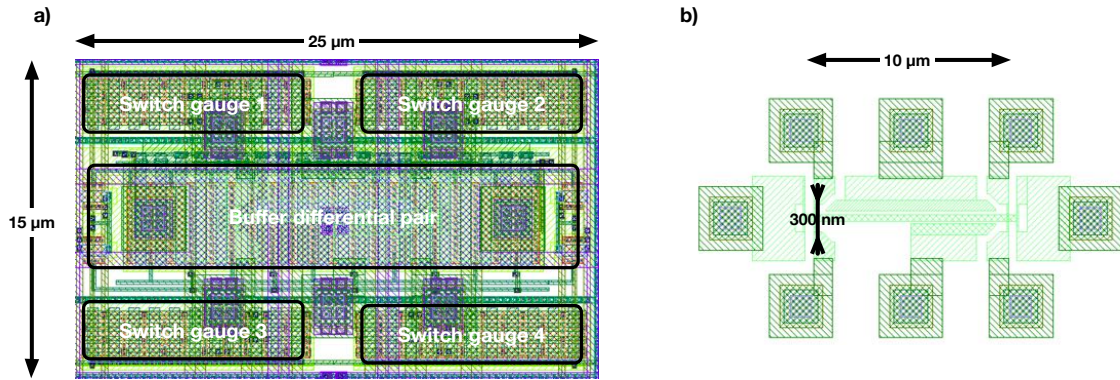 a)
25 µm
15 µm
Switch gauge 1
Switch gauge 2
Buffer differential pair
Switch gauge 3
Switch gauge 4
b)
10 µm
300 nm